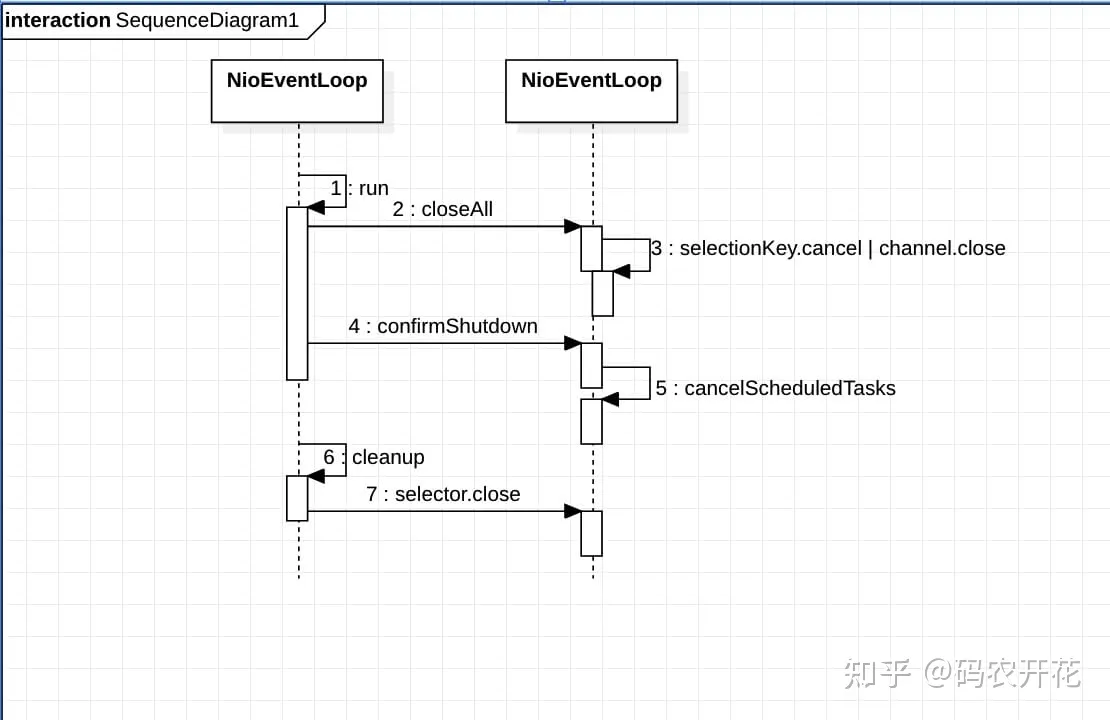 interaction SequenceDiagram1
NioEventLoop
NioEventLoop
1 : run
2 : closeAll
3 : selectionKey.cancel | channel.close
4 : confirmShutdown
5 : cancelScheduledTasks
6 : cleanup
7 : selector.close
知乎 @码农开花